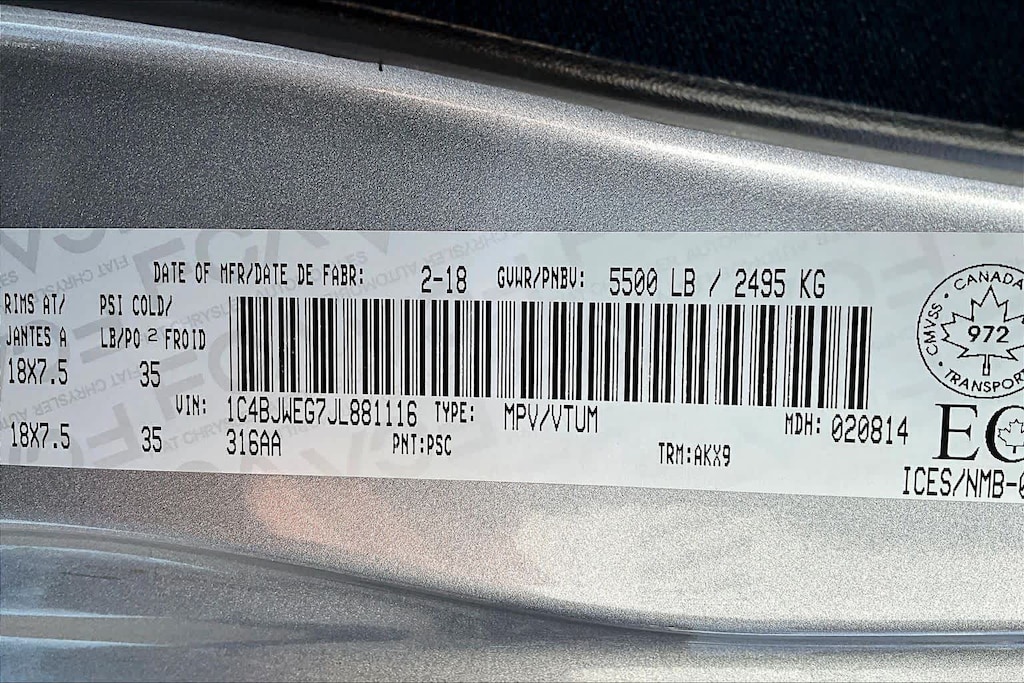 DATE OF MFR/DATE DE FABR: 2-18 GVWR/PNBV: 5500 LB / 2495 KG
RIMS AT/ PSI COLD/
JANTES A LB/PO 2 FROID
18X7.5 35
VIN: 1C4BJWEG7JL881116 TYPE: MPV/VTUM MDH: 020814
18X7.5 35 316AA PNT:PSC TRM:AKX9
CANADA
CMVSS
972
TRANSPORT
ICES/NMB-